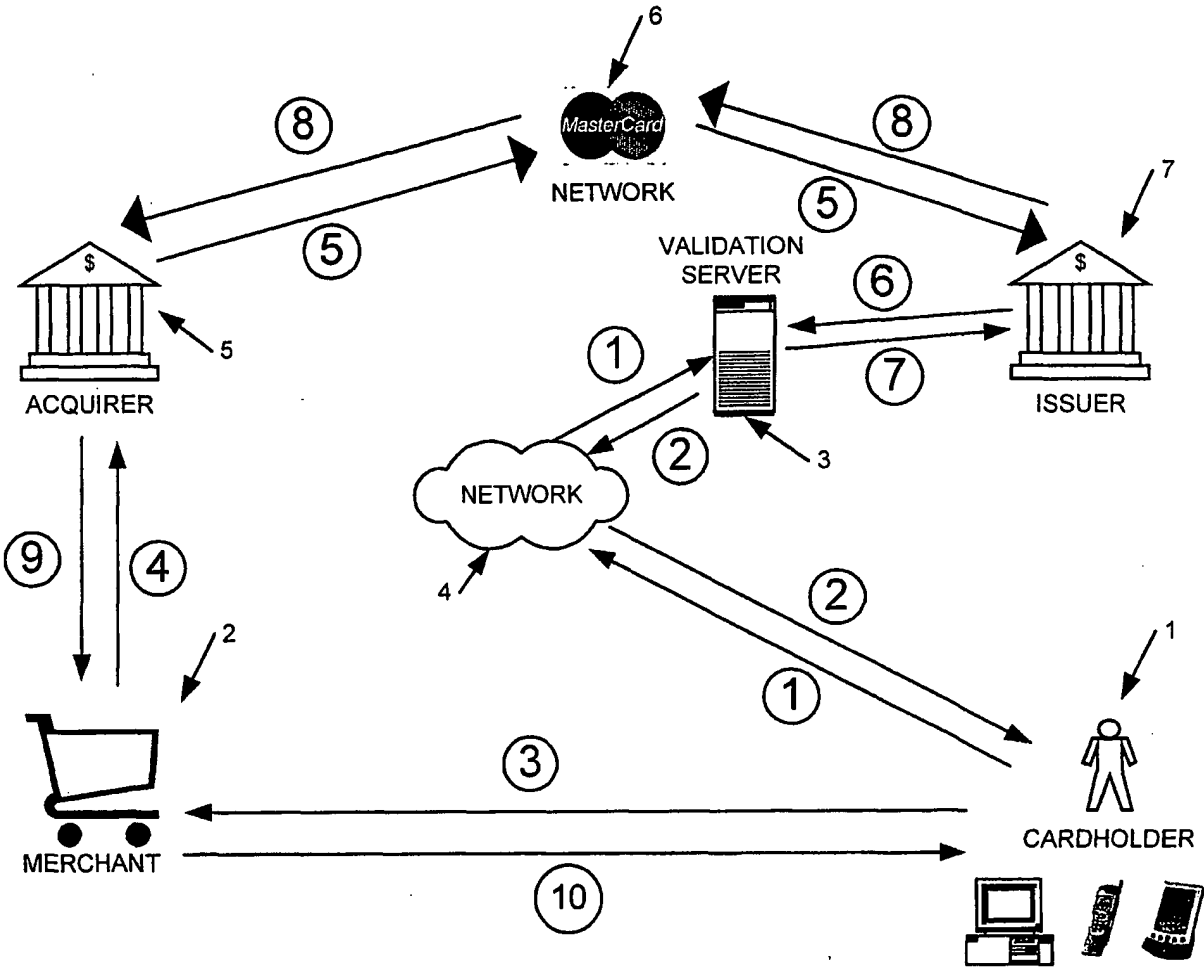 6
MasterCard
NETWORK
8
8
5
5
7
VALIDATION
SERVER
$
$
6
7
5
1
2
3
ACQUIRER
ISSUER
NETWORK
4
9
4
2
1
2
1
3
MERCHANT
CARDHOLDER
10